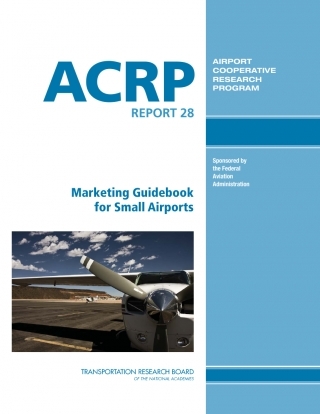 ACRP
REPORT 28
AIRPORT
COOPERATIVE
RESEARCH
PROGRAM
Sponsored by
the Federal
Aviation
Administration
Marketing Guidebook
for Small Airports
TRANSPORTATION RESEARCH BOARD
OF THE NATIONAL ACADEMIES